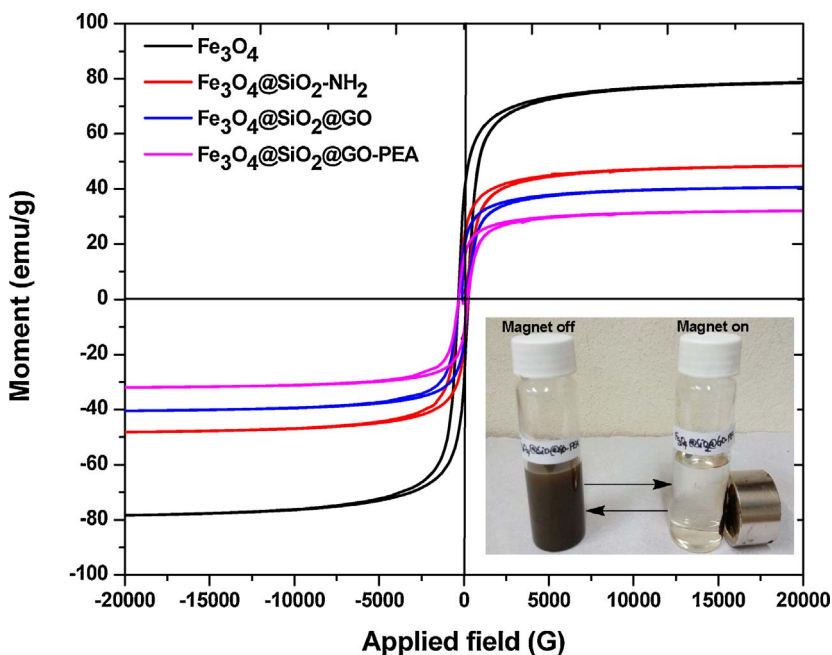 Fe₃O₄
Fe₃O₄@SiO₂-NH₂
Fe₃O₄@SiO₂@GO
Fe₃O₄@SiO₂@GO-PEA
Moment (emu/g)
100
80
60
40
20
0
-20
-40
-60
-80
-100
Magnet off
Magnet on
-20000 -15000 -10000 -5000 0 5000 10000 15000 20000
Applied field (G)